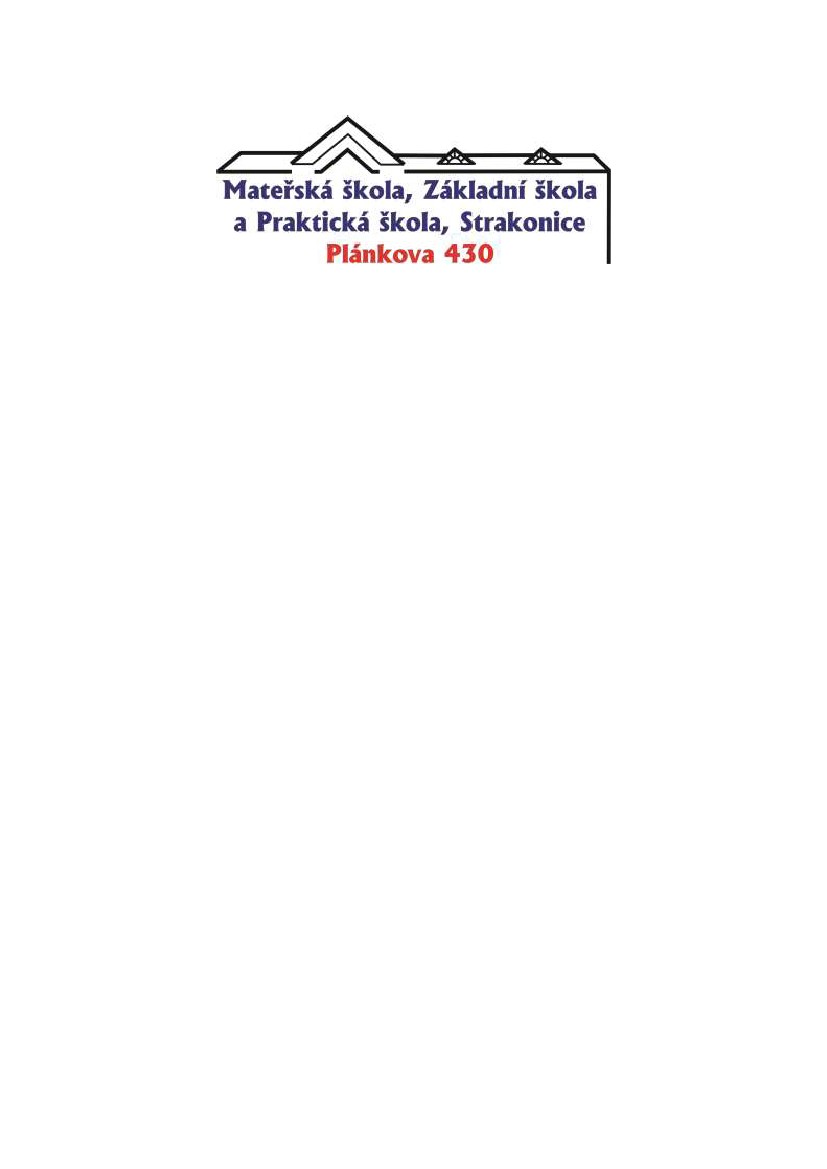 Mateřská škola, Základní škola
a Praktická škola, Strakonice
Plánkova 430